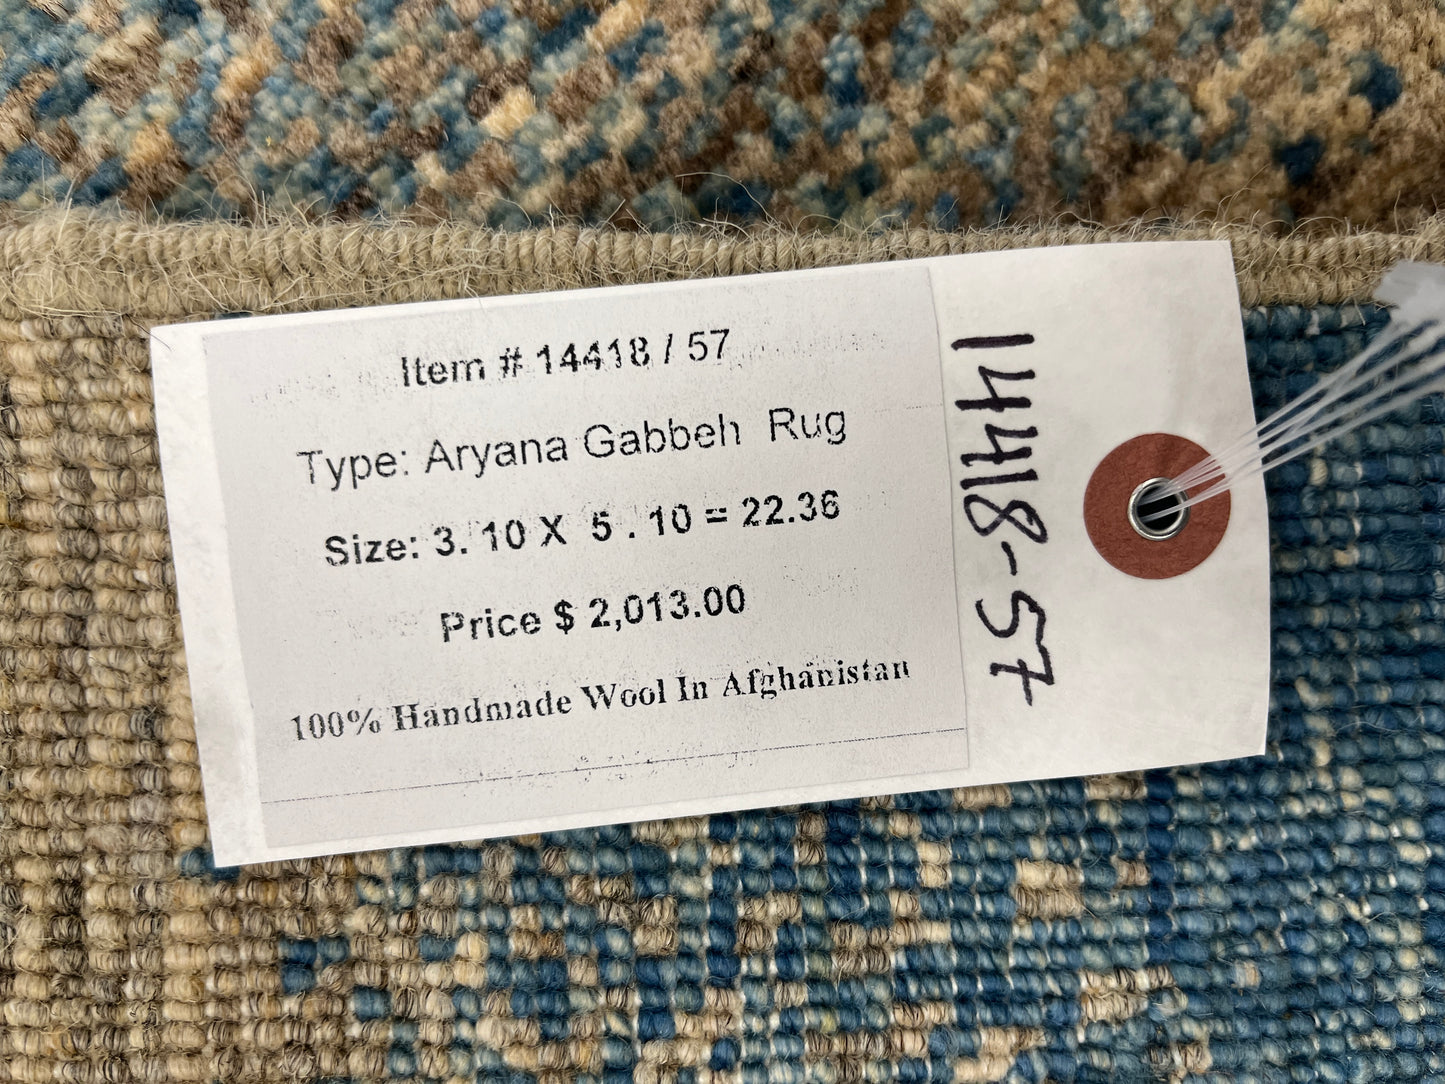 Item # 14418 / 57
Type: Aryana Gabbeh Rug
Size: 3. 10 X 5 . 10 = 22.36
Price $ 2,013.00
100% Handmade Wool In Afghanistan
14418-57